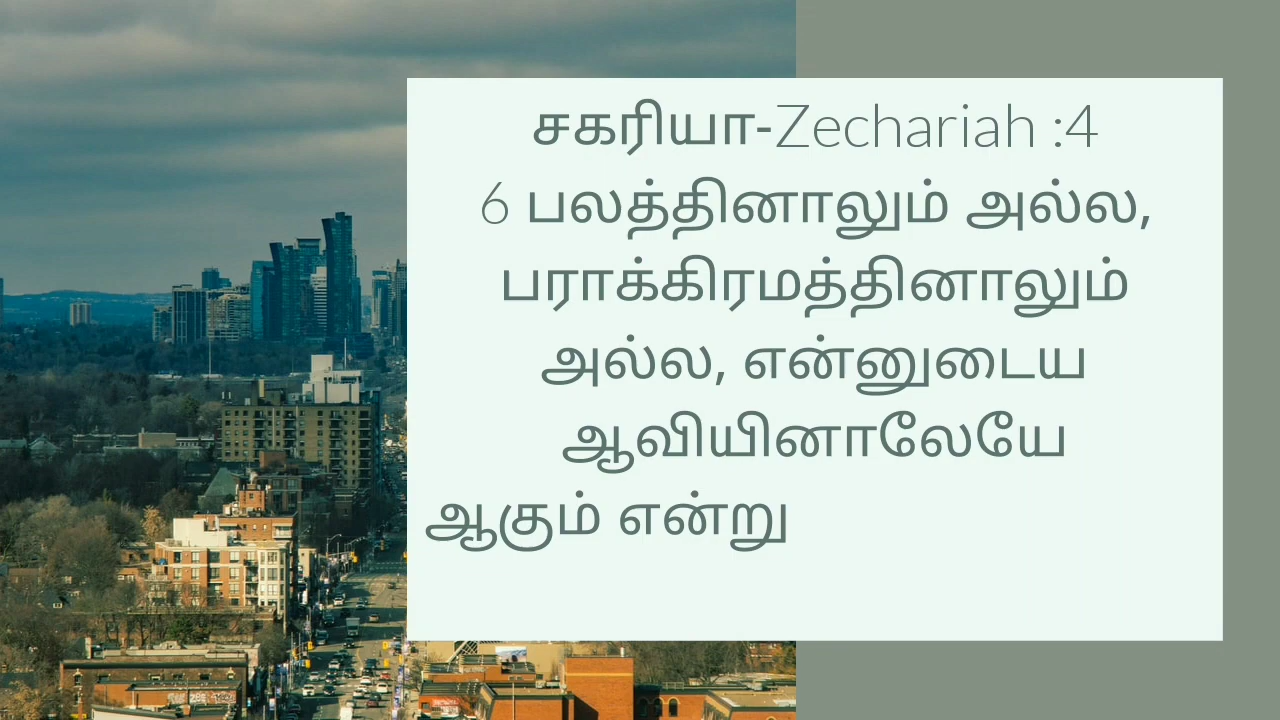 சகரியா-Zechariah :4
6 பலத்தினாலும் அல்ல,
பராக்கிரமத்தினாலும்
அல்ல, என்னுடைய
ஆவியினாலேயே
ஆகும் என்று